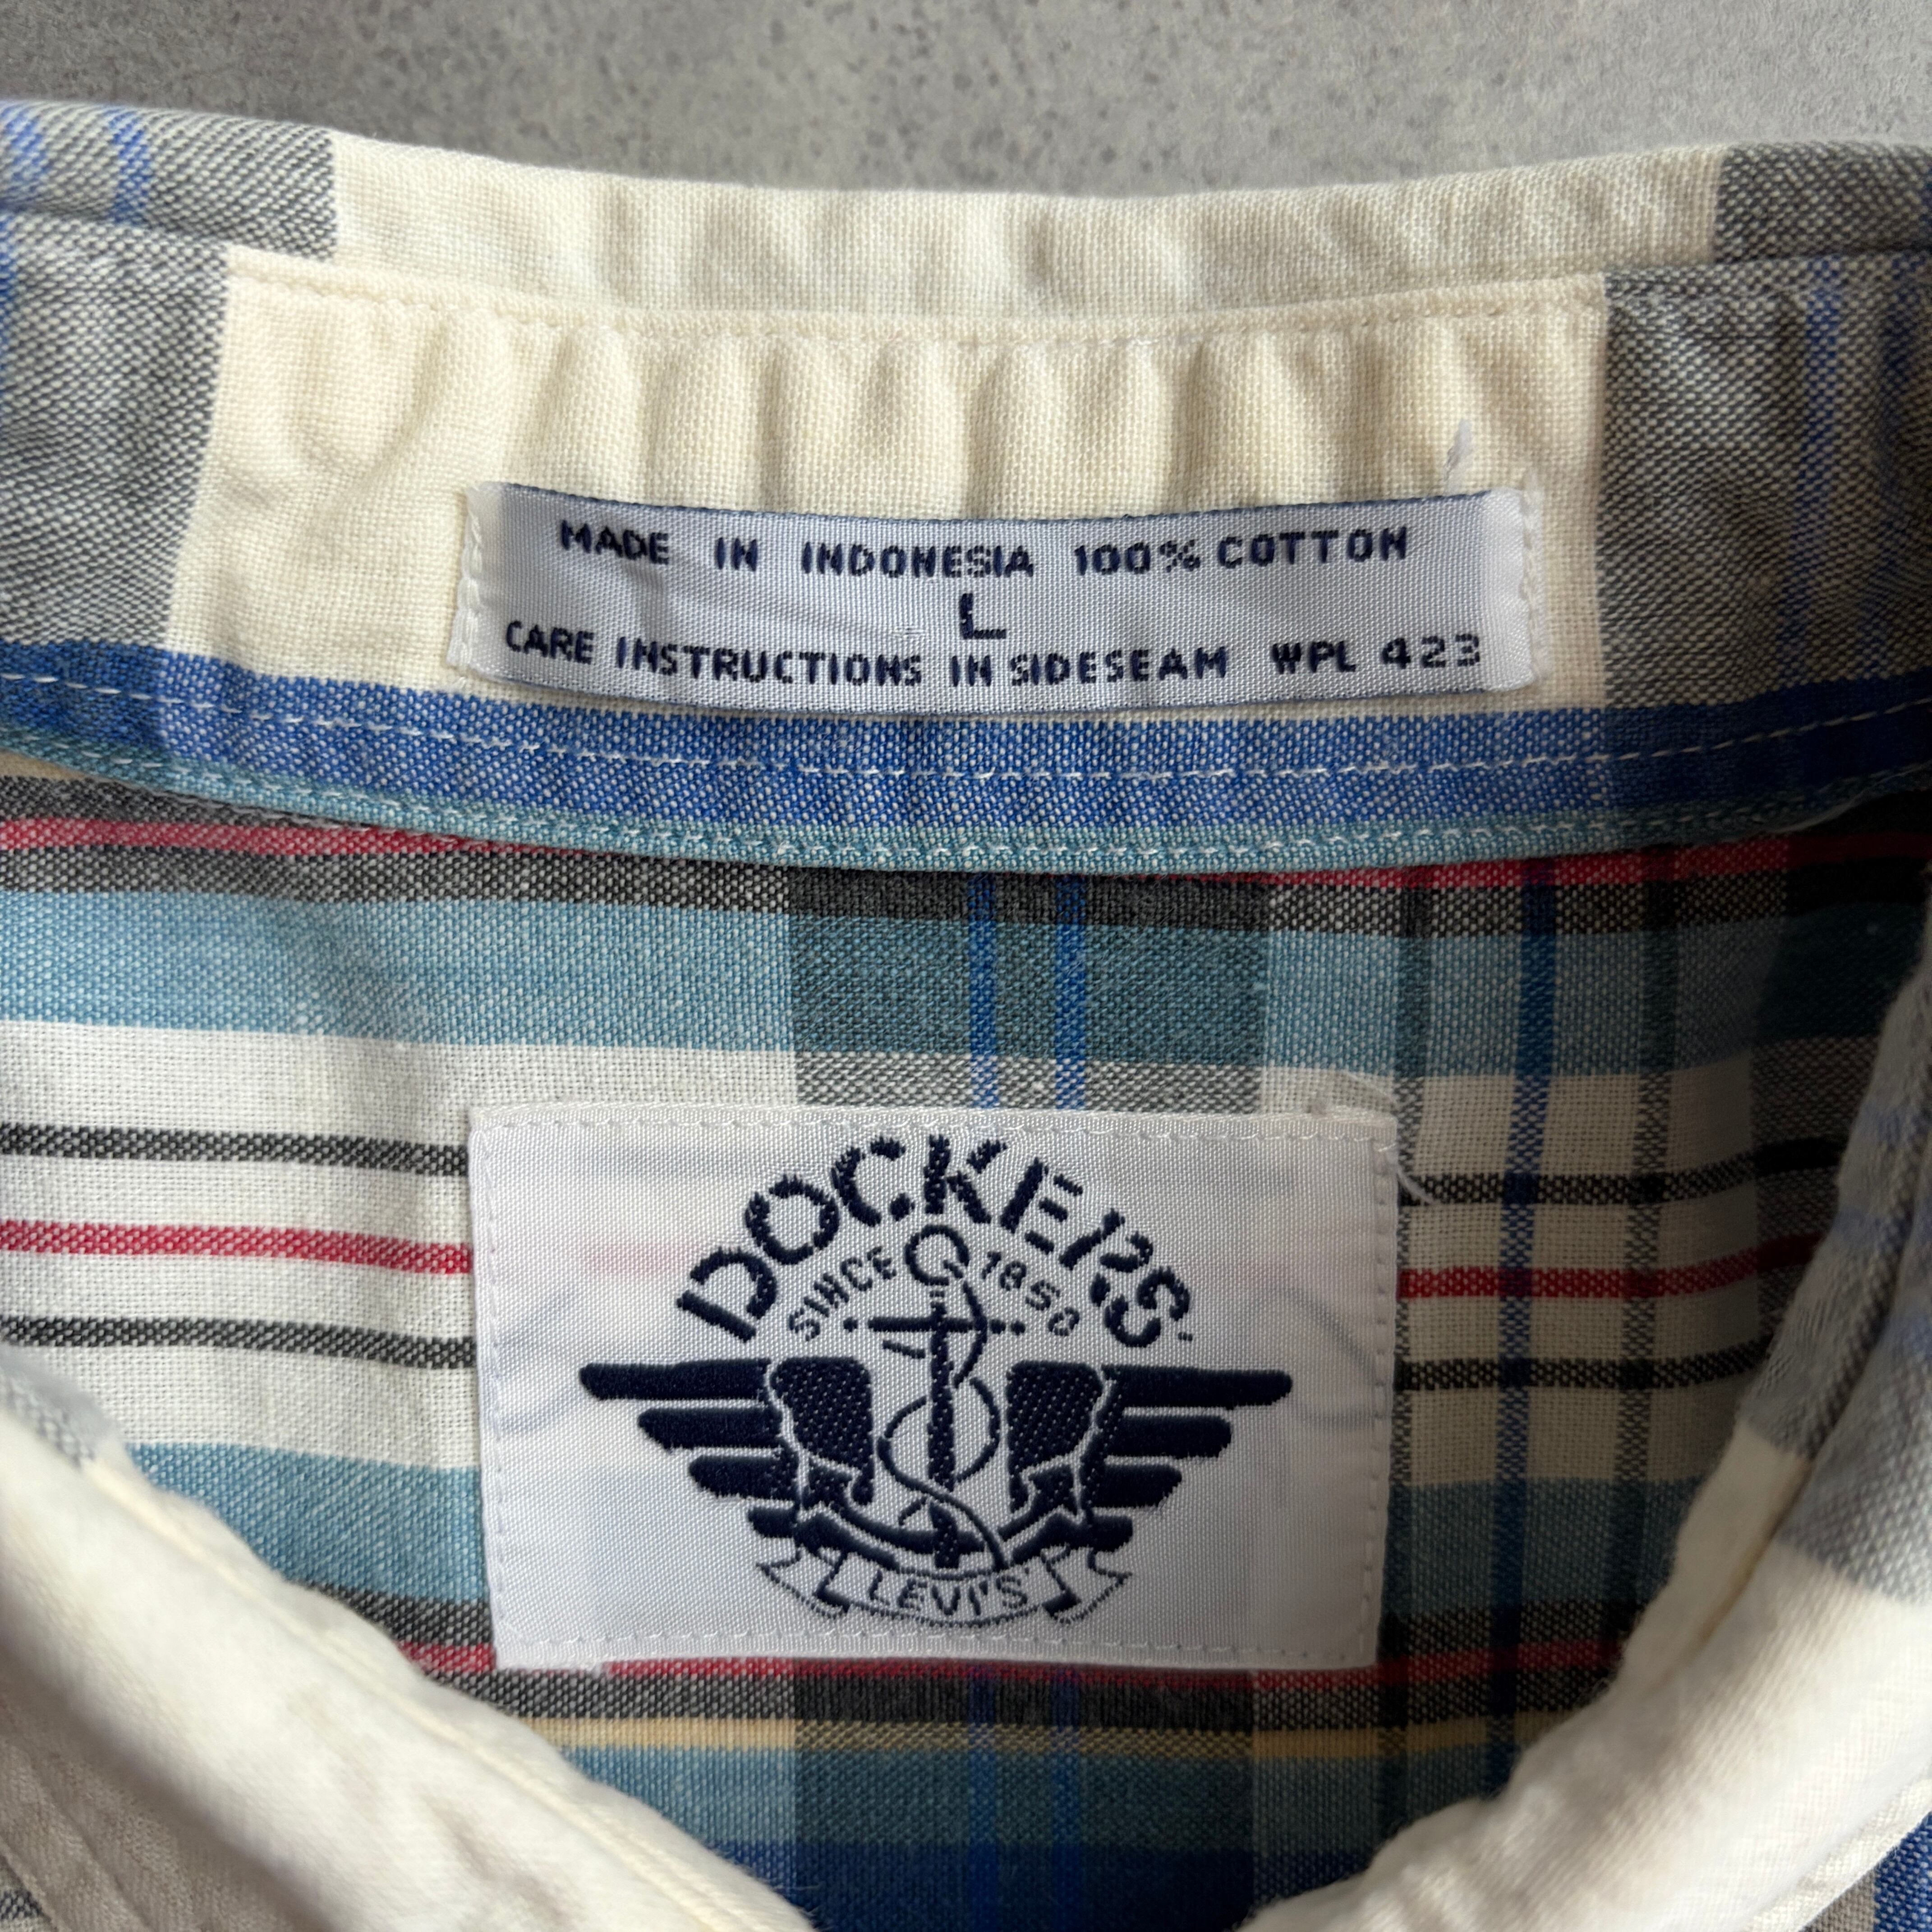 MADE IN INDONESIA 100% COTTON
L
CARE INSTRUCTIONS IN SIDESEAM WPL 423
DOCKERS
SINCE 1850
LEVI'S